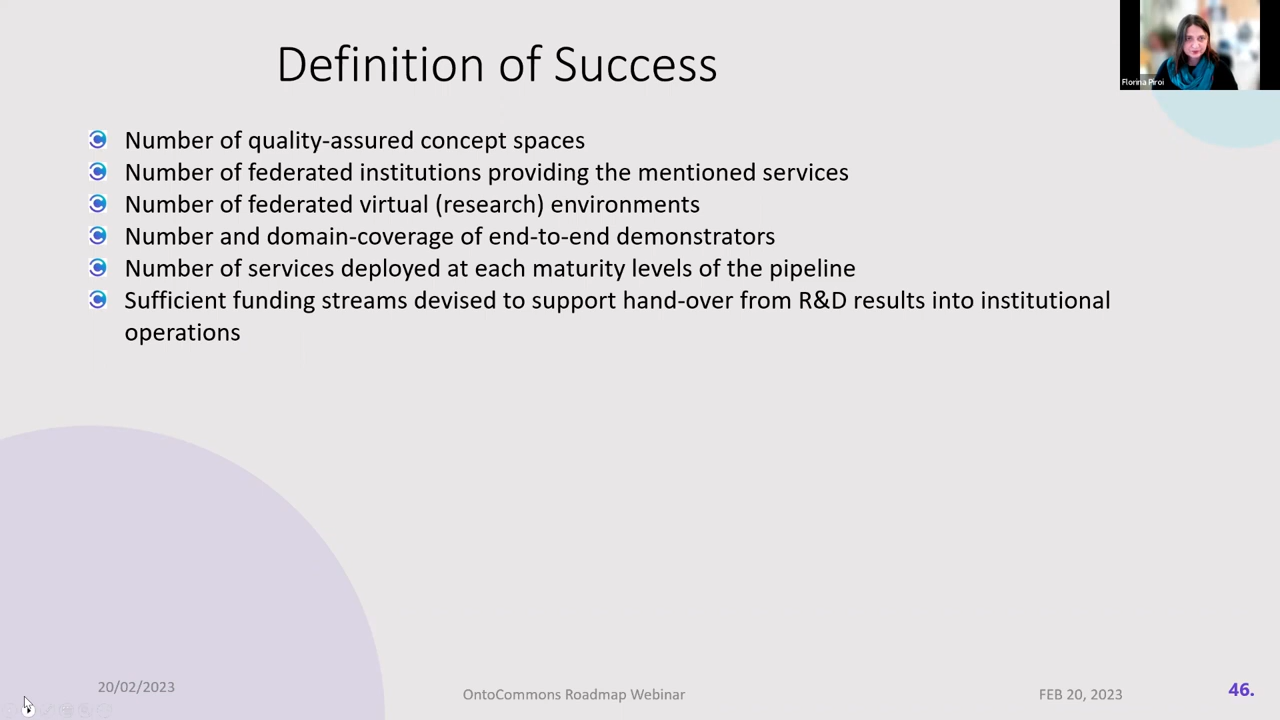 Definition of Success
Florina Piroi
Number of quality-assured concept spaces
Number of federated institutions providing the mentioned services
Number of federated virtual (research) environments
Number and domain-coverage of end-to-end demonstrators
Number of services deployed at each maturity levels of the pipeline
Sufficient funding streams devised to support hand-over from R&D results into institutional
operations
20/02/2023
OntoCommons Roadmap Webinar
FEB 20, 2023
46.